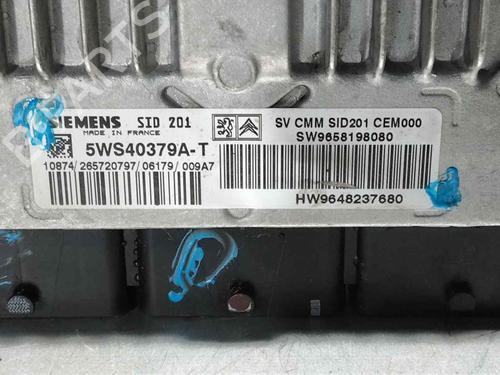 SIEMENS SID 201
MADE IN FRANCE
5WS40379A-T
10874/265720797/06179/009A7
SV CMM SID201 CEM000
SW9658198080
HW9648237680